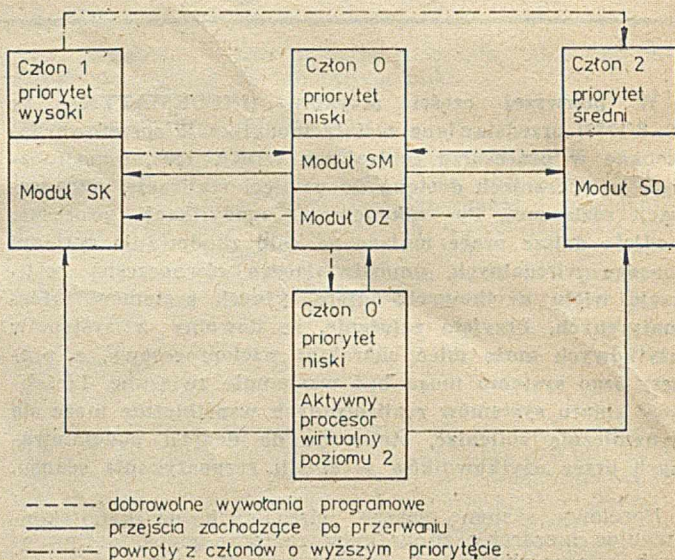 Człon 1
priorytet
wysoki
Moduł SK
Człon 0
priorytet
niski
Moduł SM
Moduł OZ
Człon 2
priorytet
średni
Moduł SD
Człon 0'
priorytet
niski
Aktywny
procesor
wirtualny
poziomu 2
dobrowolne wywołania programowe
przejścia zachodzące po przerwaniu
powroty z członów o wyższym priorytęcie